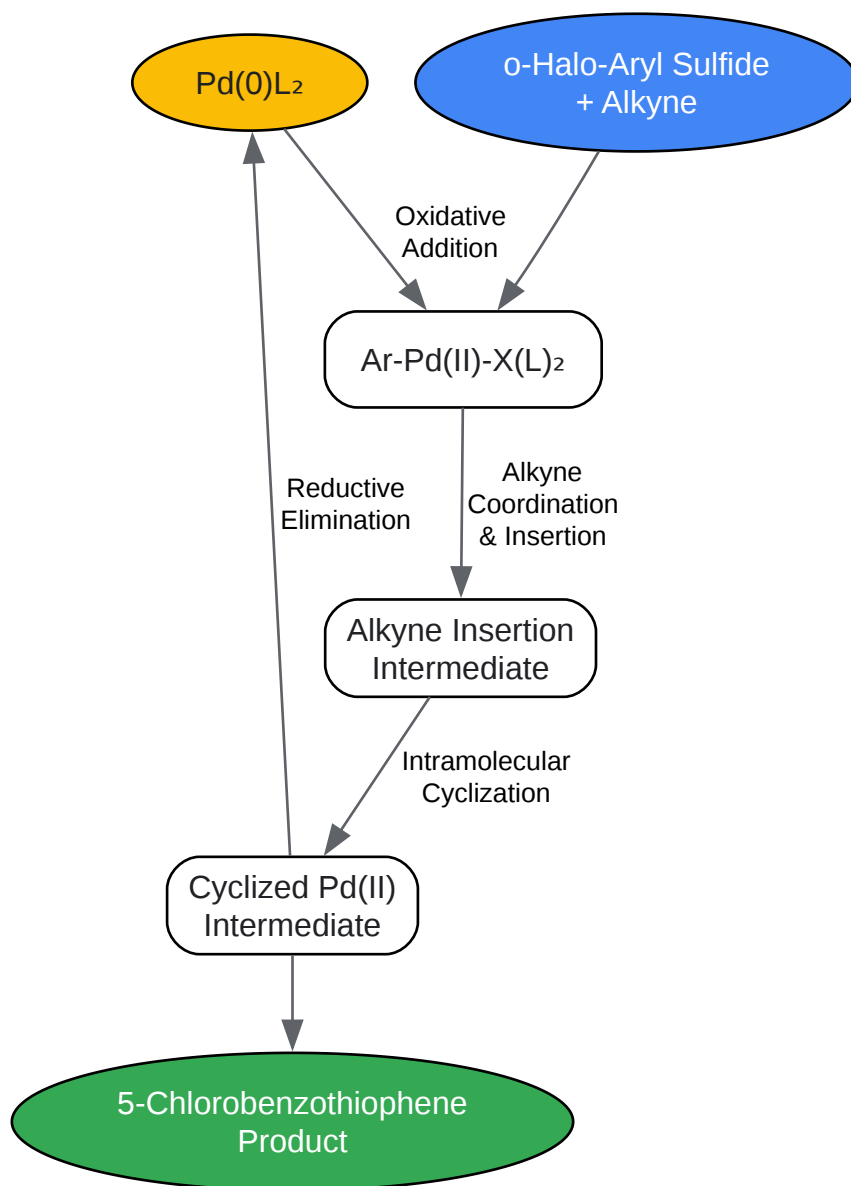 Pd(0)L₂
o-Halo-Aryl Sulfide
+ Alkyne
Oxidative
Addition
Ar-Pd(II)-X(L)₂
Alkyne
Coordination
& Insertion
Reductive
Elimination
Alkyne Insertion
Intermediate
Intramolecular
Cyclization
Cyclized Pd(II)
Intermediate
5-Chlorobenzothiophene
Product